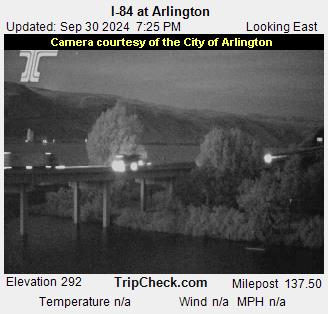 I-84 at Arlington
Updated: Sep 30 2024 7:25 PM Looking East
Camera courtesy of the City of Arlington
Elevation 292 TripCheck.com Milepost 137.50
Temperature n/a Wind n/a MPH n/a